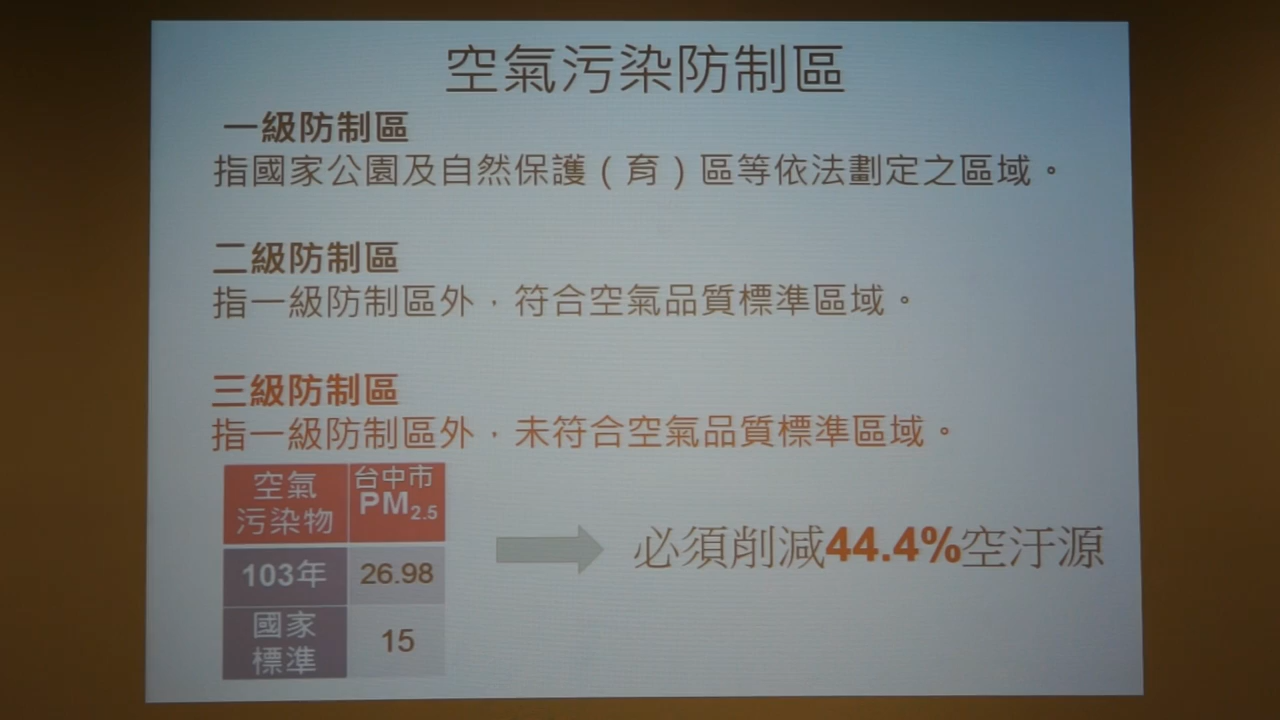 空氣污染防制區
一級防制區
指國家公園及自然保護（育）區等依法劃定之區域。
二級防制區
指一級防制區外，符合空氣品質標準區域。
三級防制區
指一級防制區外，未符合空氣品質標準區域。
空氣
污染物
台中市
PM2.5
103年
26.98
國家
標準
15
必須削減44.4%空汙源